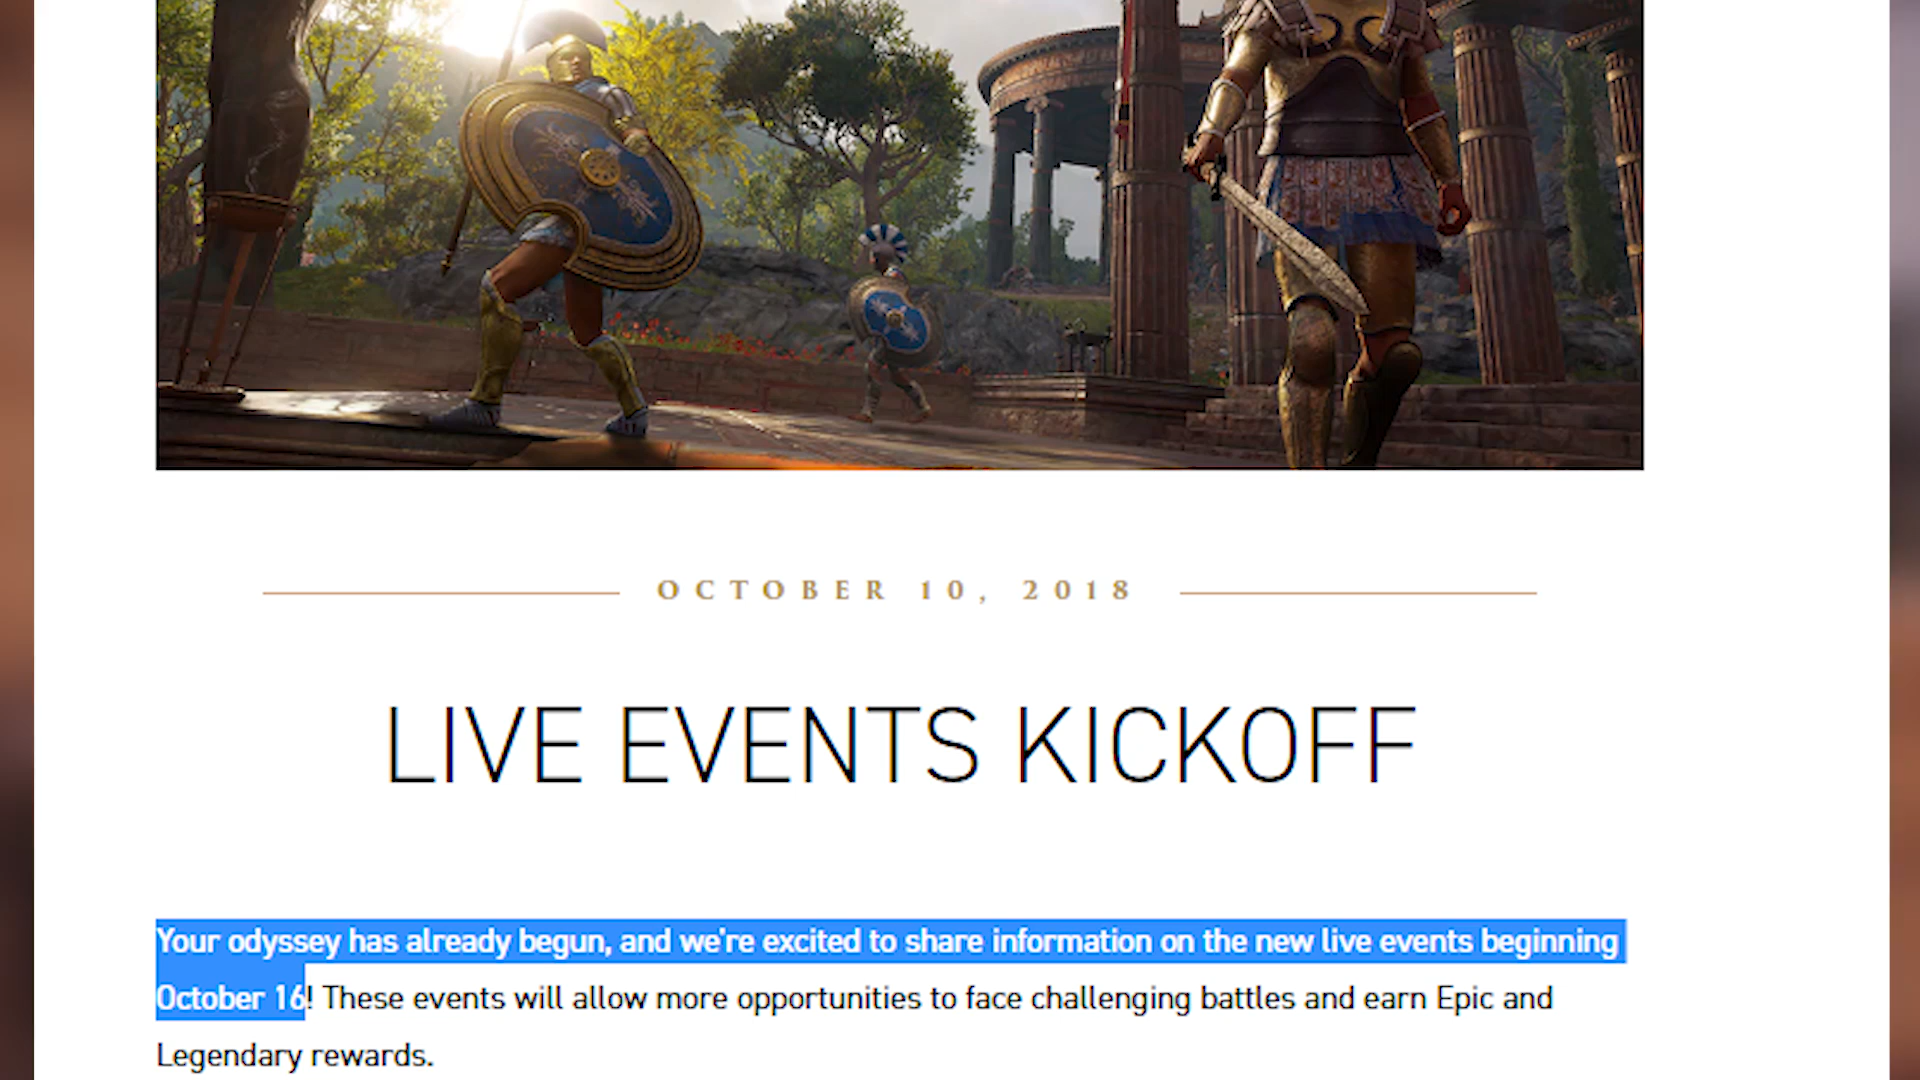 OCTOBER 10, 2018
LIVE EVENTS KICKOFF
Your odyssey has already begun, and we're excited to share information on the new live events beginning
October 16! These events will allow more opportunities to face challenging battles and earn Epic and
Legendary rewards.